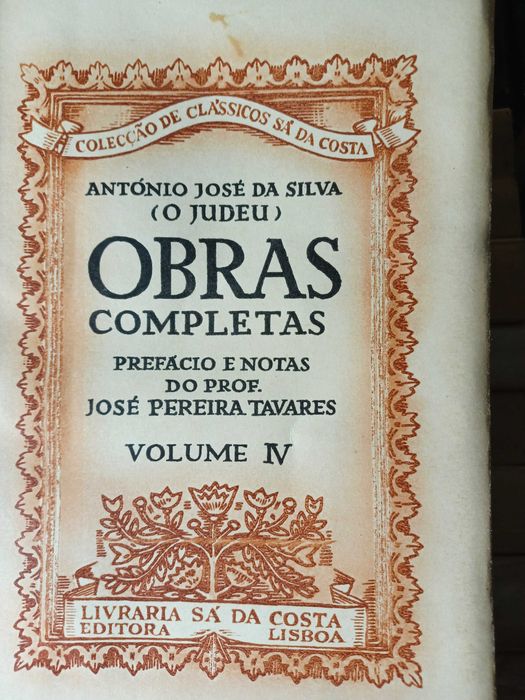 COLECÇÃO DE CLÁSSICOS SÁ DA COSTA
ANTÓNIO JOSÉ DA SILVA
(O JUDEU)
OBRAS
COMPLETAS
PREFÁCIO E NOTAS
DO PROF.
JOSÉ PEREIRA TAVARES
VOLUME IV
LIVRARIA SÁ DA COSTA
EDITORA LISBOA